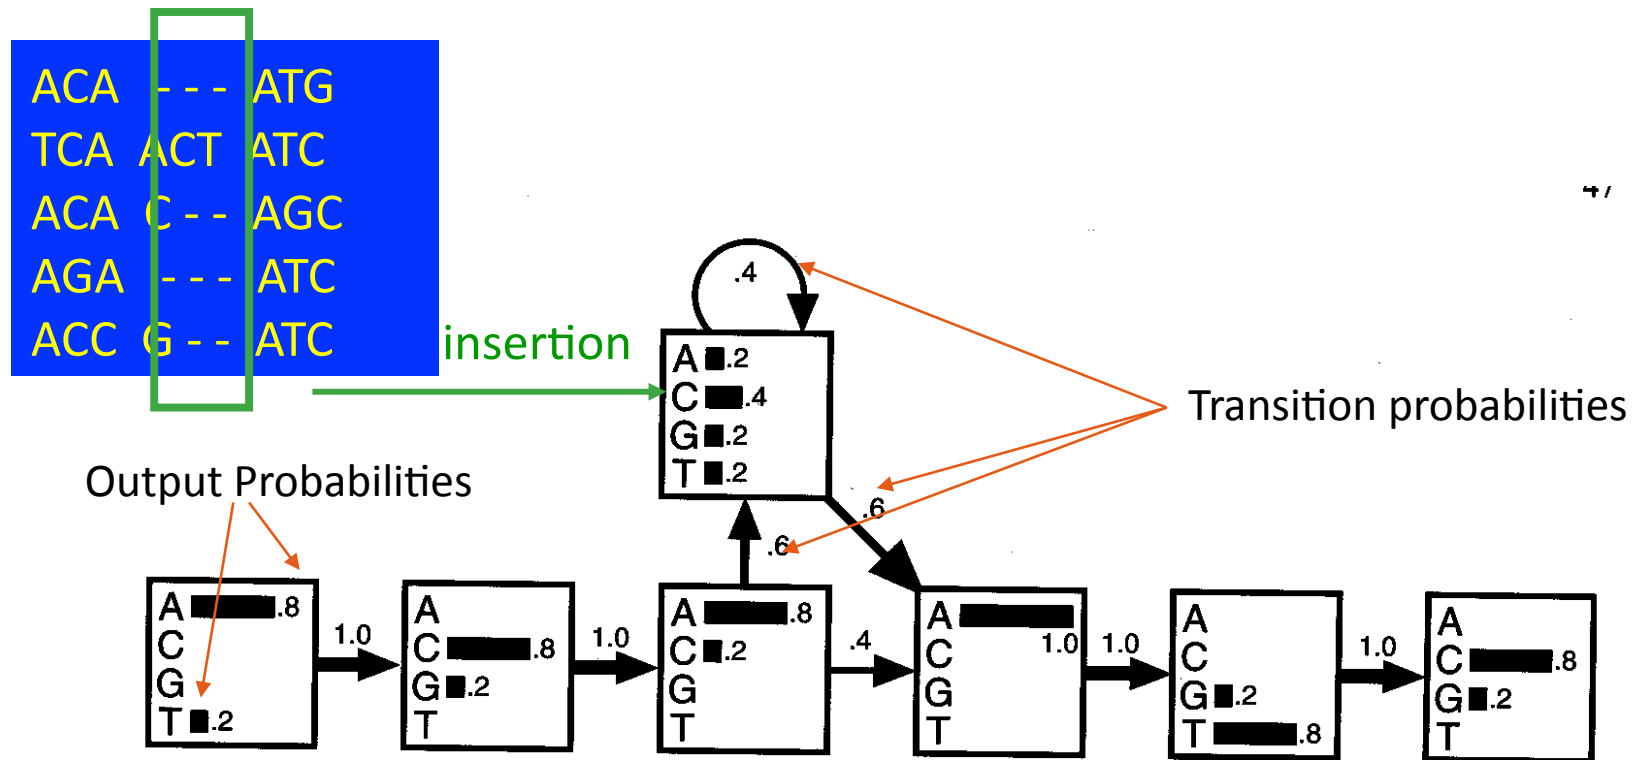 ACA - - - ATG
TCA ACT ATC
ACA C - - AGC
AGA - - - ATC
ACC G - - ATC
insertion
Transition probabilities
Output Probabilities
.4
A .2
C .4
G .2
T .2
.6
.6
A .8
C
G
T .2
1.0
A
C .8
G .2
T
1.0
A .8
C .2
G
T
.4
A 1.0
C
G
T
1.0
A
C
G .2
T .8
1.0
A
C .8
G .2
T